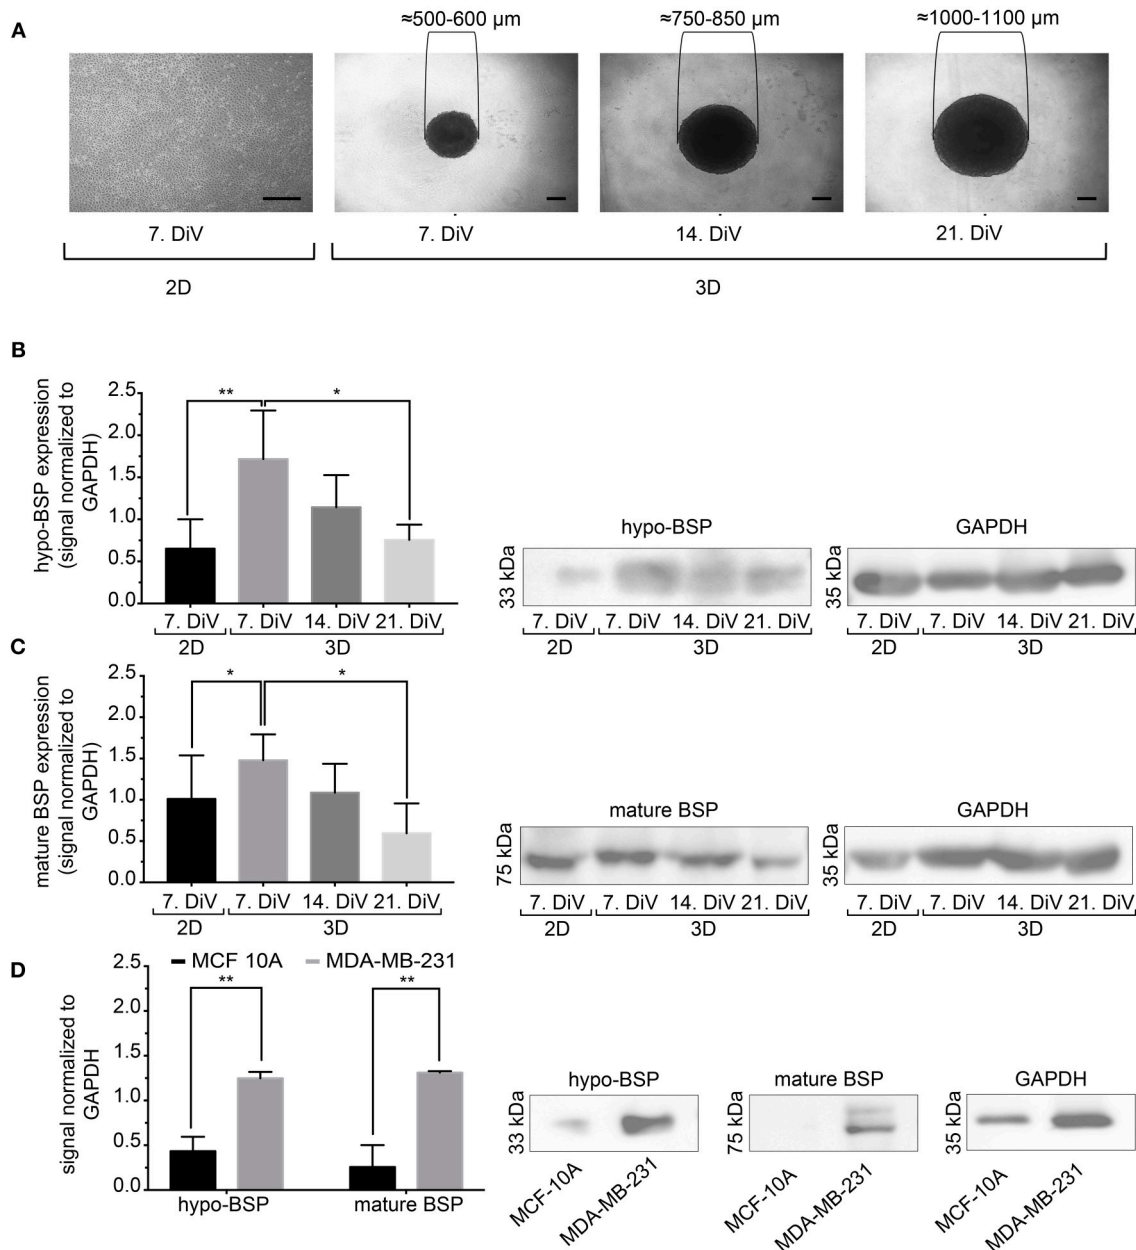 A
≈500-600 µm
≈750-850 µm
≈1000-1100 µm
7. DiV
7. DiV
14. DiV
21. DiV
2D
3D
B
hypo-BSP expression
(signal normalized to
GAPDH)
2.5
2.0
1.5
1.0
0.5
0.0
**
*
7. DiV
7. DiV
14. DiV
21. DiV
2D
3D
hypo-BSP
33 kDa
7. DiV
7. DiV
14. DiV
21. DiV
2D
3D
GAPDH
35 kDa
7. DiV
7. DiV
14. DiV
21. DiV
2D
3D
C
mature BSP expression
(signal normalized to
GAPDH)
2.5
2.0
1.5
1.0
0.5
0.0
*
*
7. DiV
7. DiV
14. DiV
21. DiV
2D
3D
mature BSP
75 kDa
7. DiV
7. DiV
14. DiV
21. DiV
2D
3D
GAPDH
35 kDa
7. DiV
7. DiV
14. DiV
21. DiV
2D
3D
D
MCF 10A
MDA-MB-231
signal normalized to
GAPDH
2.5
2.0
1.5
1.0
0.5
0.0
**
**
hypo-BSP
mature BSP
hypo-BSP
33 kDa
MCF-10A
MDA-MB-231
mature BSP
75 kDa
MCF-10A
MDA-MB-231
GAPDH
35 kDa
MCF-10A
MDA-MB-231